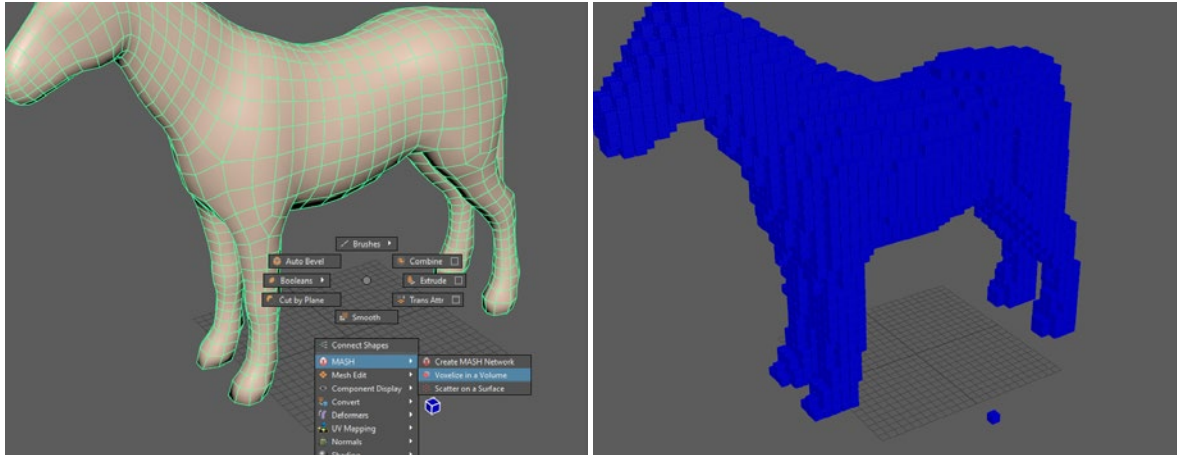 Brushes
Auto Bevel
Combine
Booleans
Extrude
Cut by Plane
Trans Attr
Smooth
Connect Shapes
MASH
Create MASH Network
Mesh Edit
Voxelize in a Volume
Component Display
Scatter on a Surface
Convert
Deformers
UV Mapping
Normals